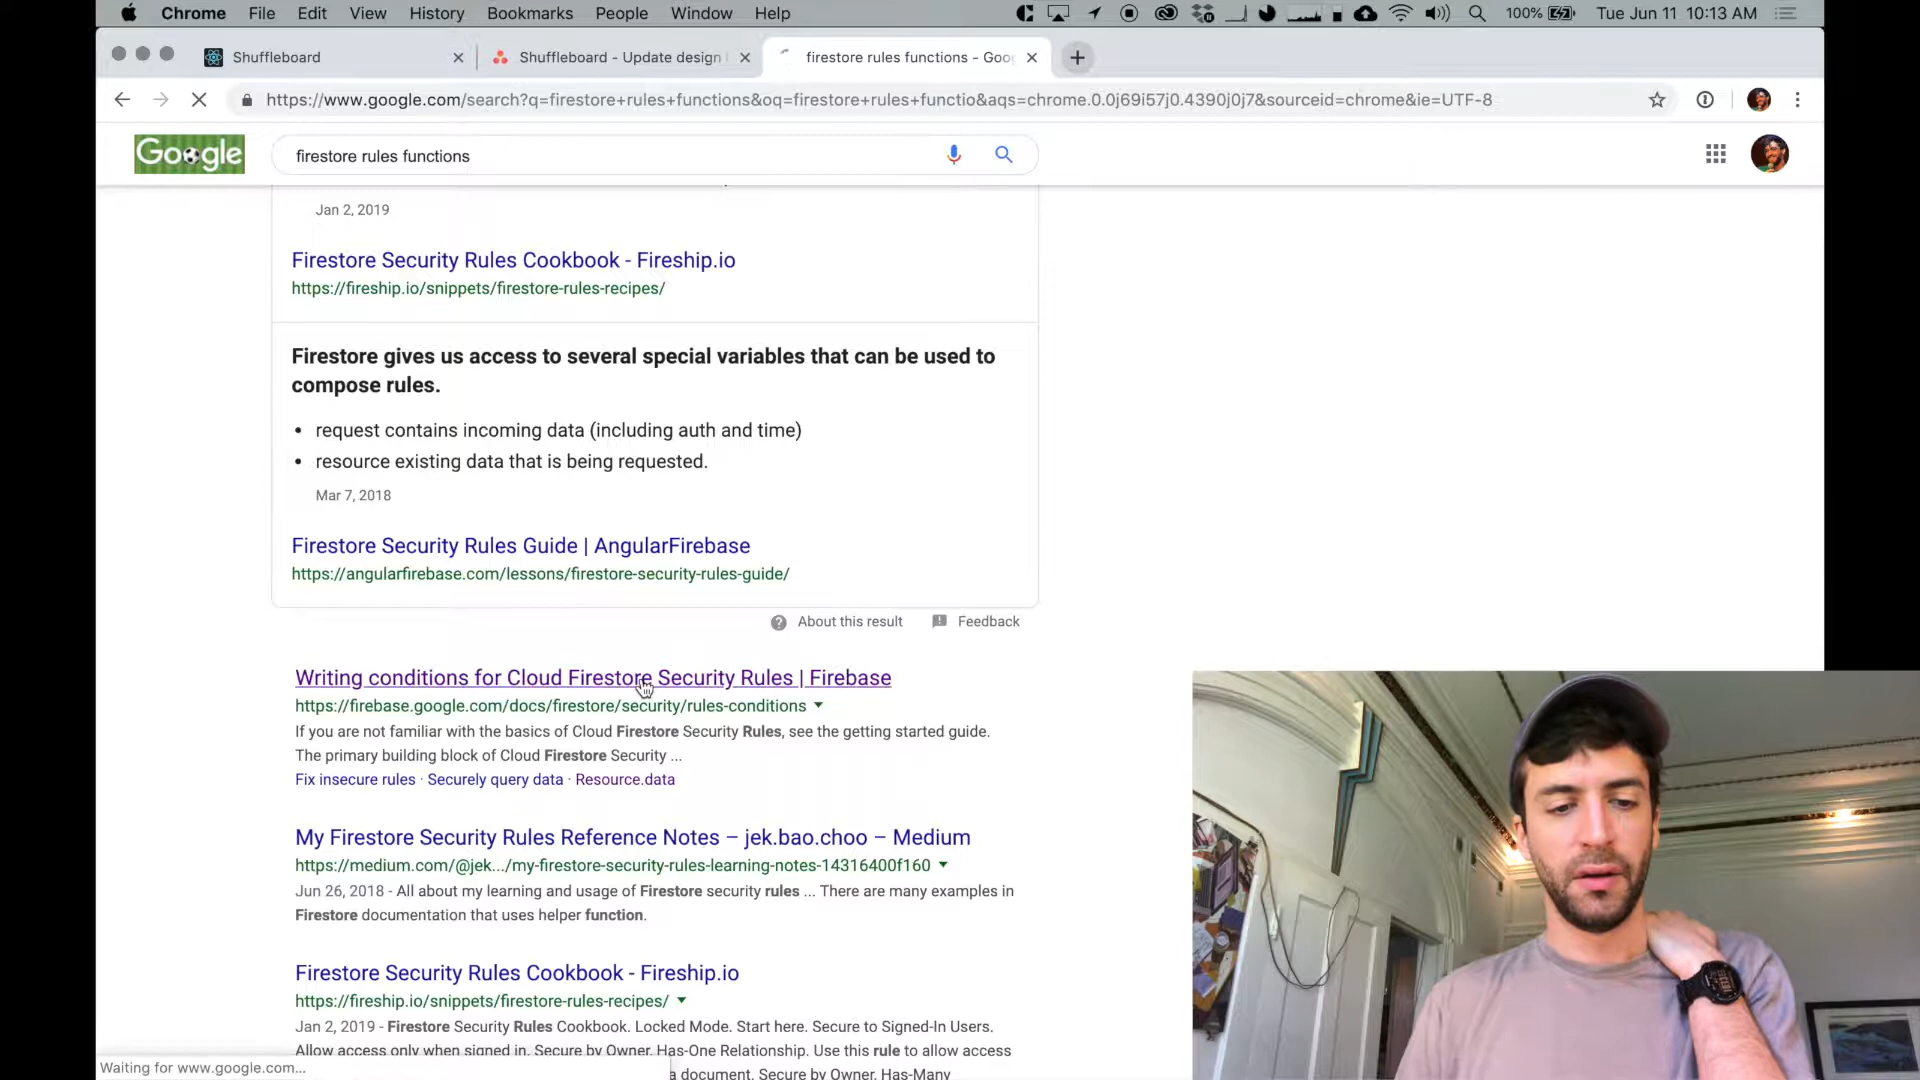 Chrome File Edit View History Bookmarks People Window Help 100% Tue Jun 11 10:13 AM
Shuffleboard Shuffleboard - Update design firestore rules functions - Goo
https://www.google.com/search?q=firestore+rules+functions&oq=firestore+rules+functio&aqs=chrome.0.0j69i57j0.4390j0j7&sourceid=chrome&ie=UTF-8
Google firestore rules functions
Jan 2, 2019
Firestore Security Rules Cookbook - Fireship.io
https://fireship.io/snippets/firestore-rules-recipes/
Firestore gives us access to several special variables that can be used to
compose rules.
• request contains incoming data (including auth and time)
• resource existing data that is being requested.
Mar 7, 2018
Firestore Security Rules Guide | AngularFirebase
https://angularfirebase.com/lessons/firestore-security-rules-guide/
About this result Feedback
Writing conditions for Cloud Firestore Security Rules | Firebase
https://firebase.google.com/docs/firestore/security/rules-conditions
If you are not familiar with the basics of Cloud Firestore Security Rules, see the getting started guide.
The primary building block of Cloud Firestore Security ...
Fix insecure rules · Securely query data · Resource.data
My Firestore Security Rules Reference Notes – jek.bao.choo – Medium
https://medium.com/@jek.../my-firestore-security-rules-learning-notes-14316400f160
Jun 26, 2018 - All about my learning and usage of Firestore security rules ... There are many examples in
Firestore documentation that uses helper function.
Firestore Security Rules Cookbook - Fireship.io
https://fireship.io/snippets/firestore-rules-recipes/
Jan 2, 2019 - Firestore Security Rules Cookbook. Locked Mode. Start here. Secure to Signed-In Users.
Allow access only when signed in. Secure by Owner. Has-One Relationship. Use this rule to allow access
a document. Secure by Owner. Has-Many
Waiting for www.google.com...